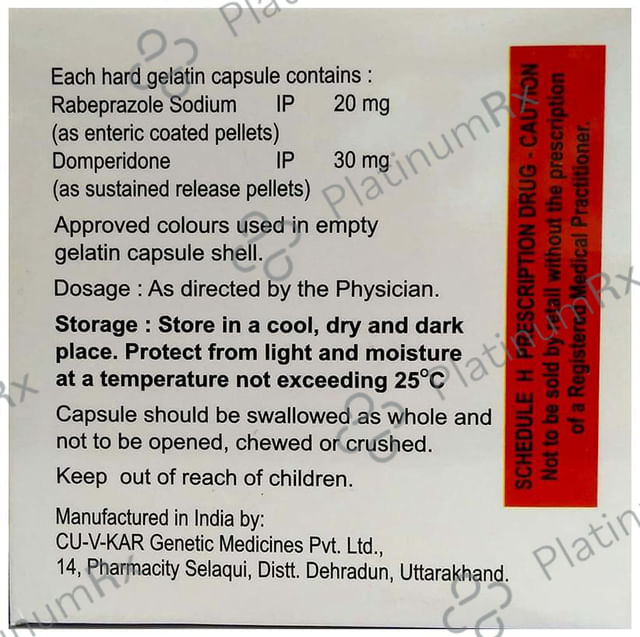 Each hard gelatin capsule contains :
Rabeprazole Sodium IP 20 mg
(as enteric coated pellets)
Domperidone IP 30 mg
(as sustained release pellets)
Approved colours used in empty
gelatin capsule shell.
Dosage : As directed by the Physician.
Storage : Store in a cool, dry and dark
place. Protect from light and moisture
at a temperature not exceeding 25°C
Capsule should be swallowed as whole and
not to be opened, chewed or crushed.
Keep out of reach of children.
Manufactured in India by:
CU-V-KAR Genetic Medicines Pvt. Ltd.,
14, Pharmacity Selaqui, Distt. Dehradun, Uttarakhand.
SCHEDULE H PRESCRIPTION DRUG - CAUTION
Not to be sold by retail without the prescription
of a Registered Medical Practitioner.
PlatinumRx
PlatinumRx
PlatinumRx